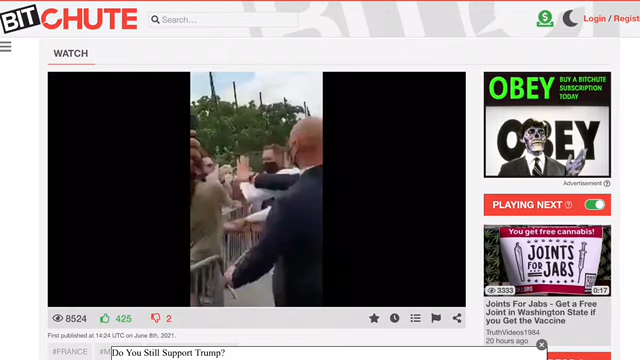 BITCHUTE
Search...
Login / Regist
WATCH
OBEY BUY A BITCHUTE
SUBSCRIPTION
TODAY
OBEY
Advertisement
PLAYING NEXT
You get free cannabis!
JOINTS
FOR
JABS
3333
0:17
Joints For Jabs - Get a Free
Joint in Washington State if
you Get the Vaccine
TruthVideos1984
20 hours ago
8524 425 2
First published at 14:24 UTC on June 8th, 2021.
#FRANCE
Do You Still Support Trump?